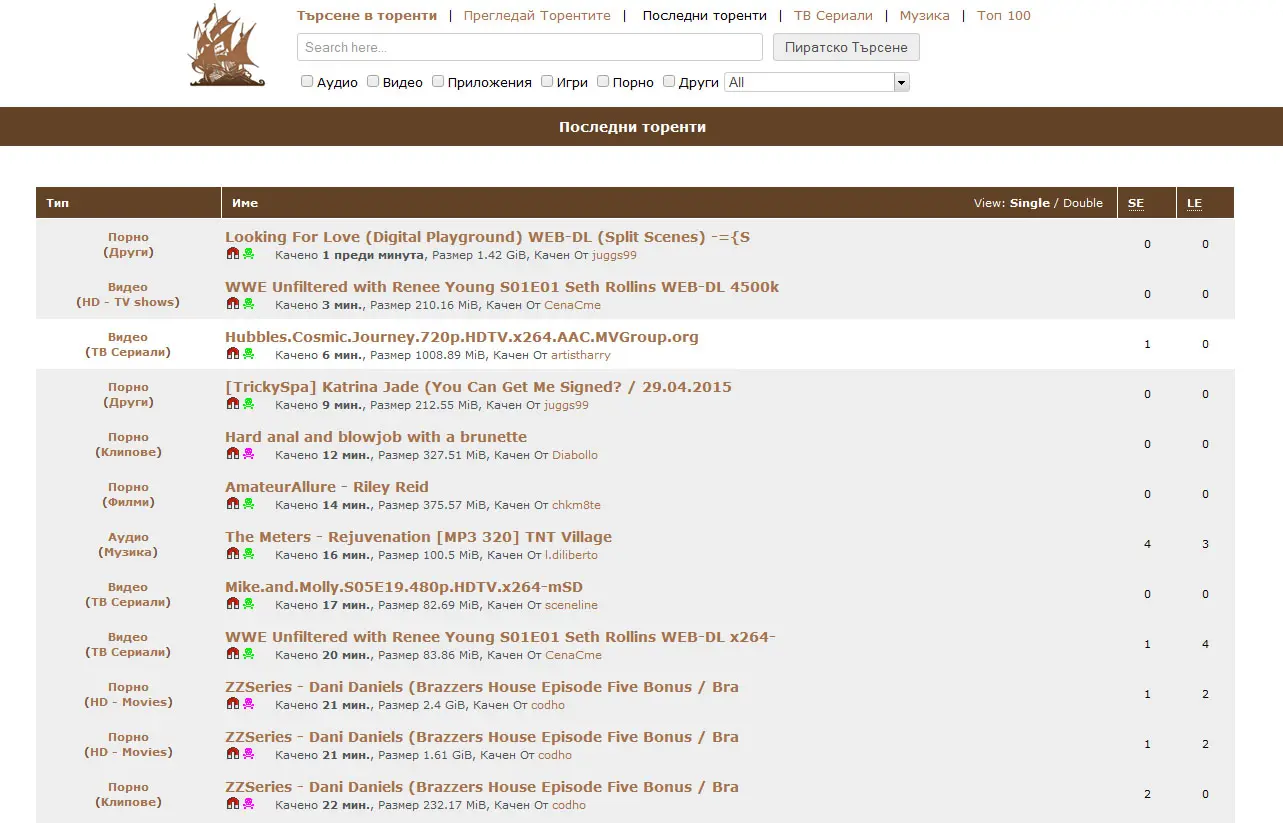 Търсене в торенти | Прегледай Торентите | Последни торенти | ТВ Сериали | Музика | Топ 100
Search here... Пиратско Търсене
Аудио Видео Приложения Игри Порно Други All
Последни торенти
Тип Име View: Single / Double SE LE
Порно
(Други)
Looking For Love (Digital Playground) WEB-DL (Split Scenes) -={S
Качено 1 преди минута, Размер 1.42 GiB, Качен От juggs99
0 0
Видео
(HD - TV shows)
WWE Unfiltered with Renee Young S01E01 Seth Rollins WEB-DL 4500k
Качено 3 мин., Размер 210.16 MiB, Качен От CenaCme
0 0
Видео
(ТВ Сериали)
Hubbles.Cosmic.Journey.720p.HDTV.x264.AAC.MVGroup.org
Качено 6 мин., Размер 1008.89 MiB, Качен От artistharry
1 0
Порно
(Други)
[TrickySpa] Katrina Jade (You Can Get Me Signed? / 29.04.2015
Качено 9 мин., Размер 212.55 MiB, Качен От juggs99
0 0
Порно
(Клипове)
Hard anal and blowjob with a brunette
Качено 12 мин., Размер 327.51 MiB, Качен От Diabollo
0 0
Порно
(Филми)
AmateurAllure - Riley Reid
Качено 14 мин., Размер 375.57 MiB, Качен От chkm8te
0 0
Аудио
(Музика)
The Meters - Rejuvenation [MP3 320] TNT Village
Качено 16 мин., Размер 100.5 MiB, Качен От l.diliberto
4 3
Видео
(ТВ Сериали)
Mike.and.Molly.S05E19.480p.HDTV.x264-mSD
Качено 17 мин., Размер 82.69 MiB, Качен От sceneline
0 0
Видео
(ТВ Сериали)
WWE Unfiltered with Renee Young S01E01 Seth Rollins WEB-DL x264-
Качено 20 мин., Размер 83.86 MiB, Качен От CenaCme
1 4
Порно
(HD - Movies)
ZZSeries - Dani Daniels (Brazzers House Episode Five Bonus / Bra
Качено 21 мин., Размер 2.4 GiB, Качен От codho
1 2
Порно
(HD - Movies)
ZZSeries - Dani Daniels (Brazzers House Episode Five Bonus / Bra
Качено 21 мин., Размер 1.61 GiB, Качен От codho
1 2
Порно
(Клипове)
ZZSeries - Dani Daniels (Brazzers House Episode Five Bonus / Bra
Качено 22 мин., Размер 232.17 MiB, Качен От codho
2 0